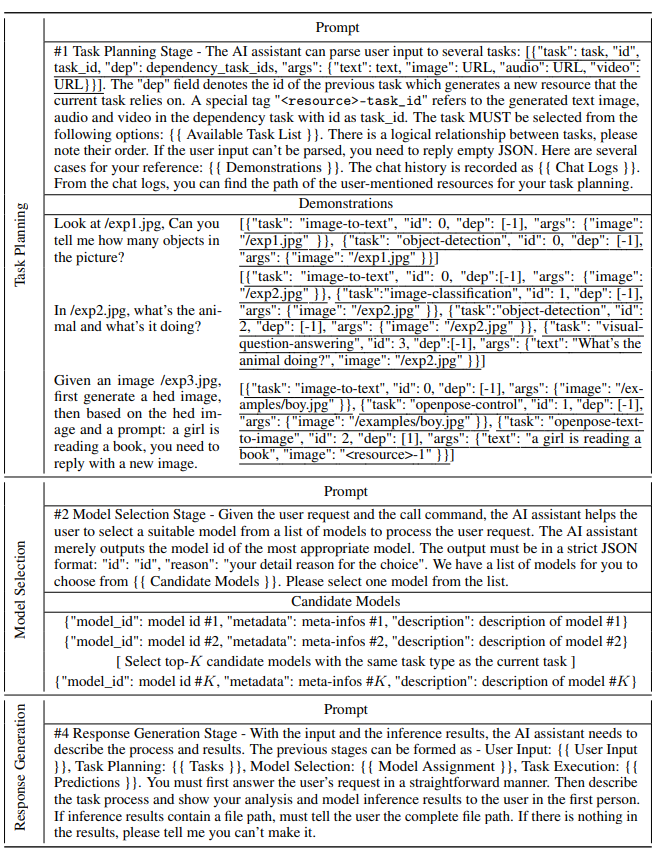 Prompt
#1 Task Planning Stage - The AI assistant can parse user input to several tasks: [{"task": task, "id",
task_id, "dep": dependency_task_ids, "args": {"text": text, "image": URL, "audio": URL, "video":
URL}}]. The "dep" field denotes the id of the previous task which generates a new resource that the
current task relies on. A special tag "<resource>-task_id" refers to the generated text image,
audio and video in the dependency task with id as task_id. The task MUST be selected from the
following options: {{ Available Task List }}. There is a logical relationship between tasks, please
note their order. If the user input can't be parsed, you need to reply empty JSON. Here are several
cases for your reference: {{ Demonstrations }}. The chat history is recorded as {{ Chat Logs }}.
From the chat logs, you can find the path of the user-mentioned resources for your task planning.
Task Planning
Demonstrations
Look at /exp1.jpg, Can you
tell me how many objects in
the picture?
[{"task": "image-to-text", "id": 0, "dep": [-1], "args": {"image":
"/exp1.jpg" }}, {"task": "object-detection", "id": 0, "dep": [-1],
"args": {"image": "/exp1.jpg" }}]
In /exp2.jpg, what's the ani-
mal and what's it doing?
[{"task": "image-to-text", "id": 0, "dep":[-1], "args": {"image":
"/exp2.jpg" }}, {"task":"image-classification", "id": 1, "dep": [-1],
"args": {"image": "/exp2.jpg" }}, {"task":"object-detection", "id":
2, "dep": [-1], "args": {"image": "/exp2.jpg" }}, {"task": "visual-
question-answering", "id": 3, "dep":[-1], "args": {"text": "What's the
animal doing?", "image": "/exp2.jpg" }}]
Given an image /exp3.jpg,
first generate a hed image,
then based on the hed im-
age and a prompt: a girl is
reading a book, you need to
reply with a new image.
[{"task": "image-to-text", "id": 0, "dep": [-1], "args": {"image": "/ex-
amples/boy.jpg" }}, {"task": "openpose-control", "id": 1, "dep": [-1],
"args": {"image": "/examples/boy.jpg" }}, {"task": "openpose-text-
to-image", "id": 2, "dep": [1], "args": {"text": "a girl is reading a
book", "image": "<resource>-1" }}]
Prompt
#2 Model Selection Stage - Given the user request and the call command, the AI assistant helps the
user to select a suitable model from a list of models to process the user request. The AI assistant
merely outputs the model id of the most appropriate model. The output must be in a strict JSON
format: "id": "id", "reason": "your detail reason for the choice". We have a list of models for you to
choose from {{ Candidate Models }}. Please select one model from the list.
Model Selection
Candidate Models
{"model_id": model id #1, "metadata": meta-infos #1, "description": description of model #1}
{"model_id": model id #2, "metadata": meta-infos #2, "description": description of model #2}
[ Select top-K candidate models with the same task type as the current task ]
{"model_id": model id #K, "metadata": meta-infos #K, "description": description of model #K}
Prompt
#4 Response Generation Stage - With the input and the inference results, the AI assistant needs to
describe the process and results. The previous stages can be formed as - User Input: {{ User Input
}}, Task Planning: {{ Tasks }}, Model Selection: {{ Model Assignment }}, Task Execution: {{
Predictions }}. You must first answer the user's request in a straightforward manner. Then describe
the task process and show your analysis and model inference results to the user in the first person.
If inference results contain a file path, must tell the user the complete file path. If there is nothing in
the results, please tell me you can't make it.
Response Generation